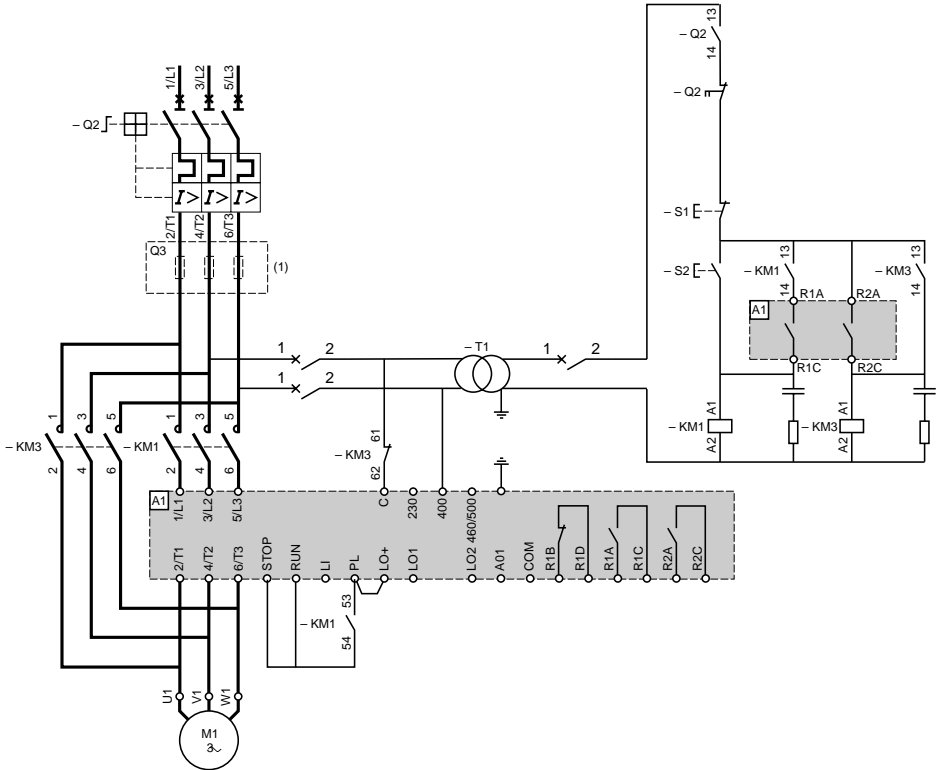 13
– Q2
14
– Q2
1/L1
3/L2
5/L3
– Q2
I>
I>
I>
2/T1
4/T2
6/T3
Q3
(1)
– S1
– S2
– KM1
13
14
R1A
R2A
– KM3
13
14
A1
R1C
R2C
– KM1
A1
A2
– KM3
A1
A2
1
2
1
2
– T1
1
2
– KM3
1
3
5
2
4
6
– KM1
1
3
5
2
4
6
– KM3
61
62
A1
1/L1
3/L2
5/L3
C
230
400
460/500
2/T1
4/T2
6/T3
STOP
RUN
LI
PL
LO+
LO1
LO2
A01
COM
R1B
R1D
R1A
R1C
R2A
R2C
– KM1
53
54
U1
V1
W1
M1
3